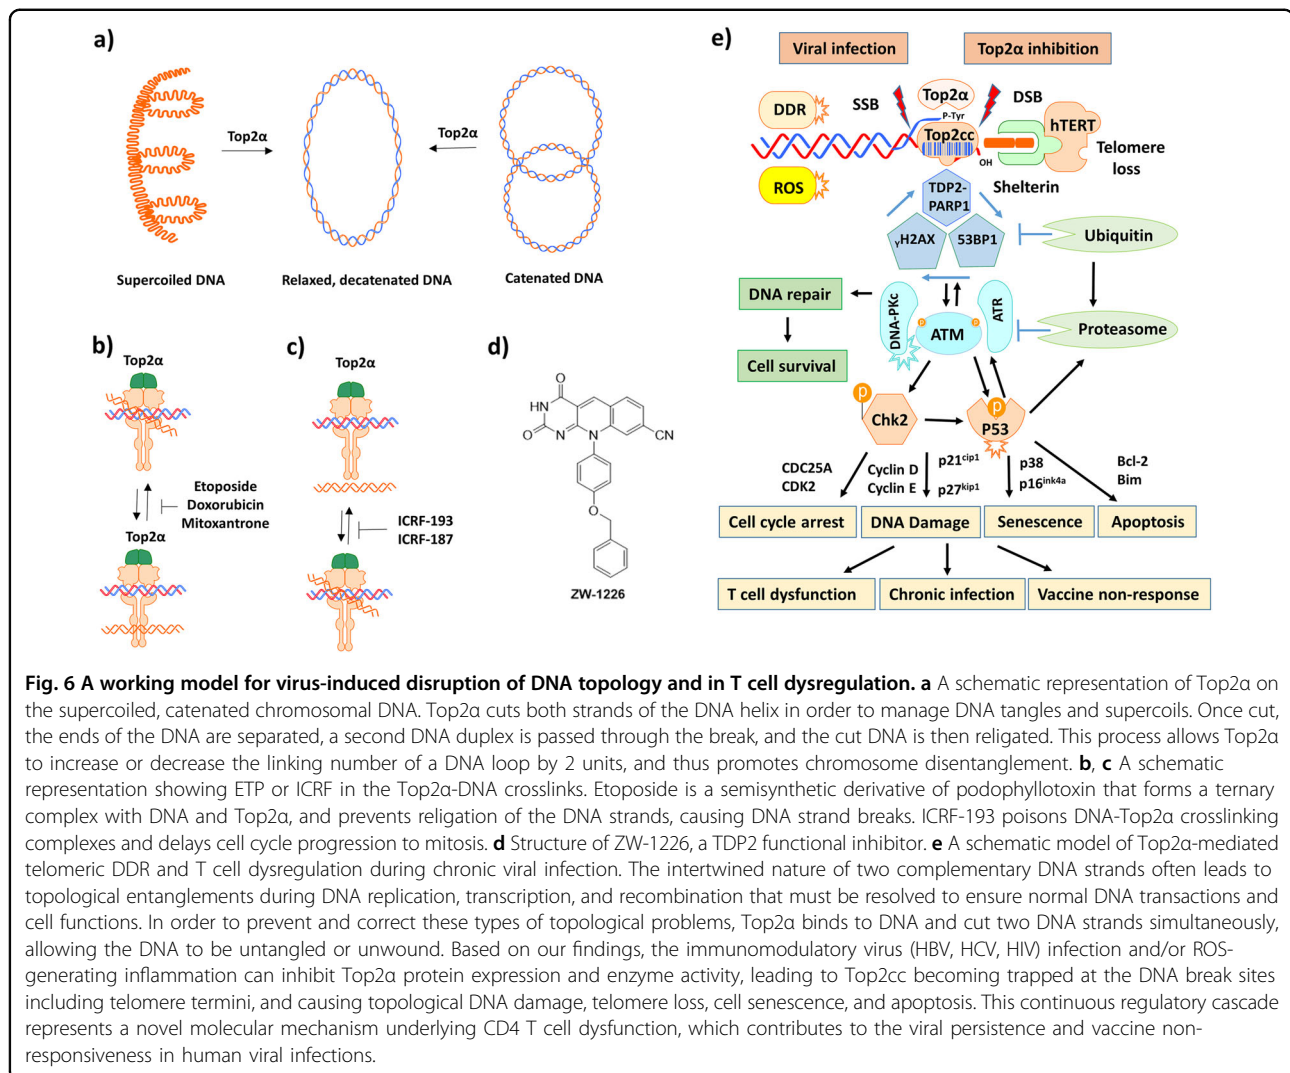 a)
Top2α
Top2α
Supercoiled DNA
Relaxed, decatenated DNA
Catenated DNA
b)
Top2α
Etoposide
Doxorubicin
Mitoxantrone
Top2α
c)
Top2α
ICRF-193
ICRF-187
d)
O
HN
O
N
H
N
N
CN
O
ZW-1226
e)
Viral infection
Top2α inhibition
DDR
SSB
Top2α
DSB
P-Tyr
Top2cc
hTERT
OH
Telomere
loss
ROS
TDP2-
PARP1
Shelterin
γH2AX
53BP1
Ubiquitin
DNA repair
DNA-PKc
P
ATM
P
ATR
Proteasome
Cell survival
p
Chk2
p
P53
CDC25A
CDK2
Cyclin D
Cyclin E
p21cip1
p27kip1
p38
p16ink4a
Bcl-2
Bim
Cell cycle arrest
DNA Damage
Senescence
Apoptosis
T cell dysfunction
Chronic infection
Vaccine non-response
Fig. 6 A working model for virus-induced disruption of DNA topology and in T cell dysregulation. a A schematic representation of Top2α on
the supercoiled, catenated chromosomal DNA. Top2α cuts both strands of the DNA helix in order to manage DNA tangles and supercoils. Once cut,
the ends of the DNA are separated, a second DNA duplex is passed through the break, and the cut DNA is then religated. This process allows Top2α
to increase or decrease the linking number of a DNA loop by 2 units, and thus promotes chromosome disentanglement. b, c A schematic
representation showing ETP or ICRF in the Top2α-DNA crosslinks. Etoposide is a semisynthetic derivative of podophyllotoxin that forms a ternary
complex with DNA and Top2α, and prevents religation of the DNA strands, causing DNA strand breaks. ICRF-193 poisons DNA-Top2α crosslinking
complexes and delays cell cycle progression to mitosis. d Structure of ZW-1226, a TDP2 functional inhibitor. e A schematic model of Top2α-mediated
telomeric DDR and T cell dysregulation during chronic viral infection. The intertwined nature of two complementary DNA strands often leads to
topological entanglements during DNA replication, transcription, and recombination that must be resolved to ensure normal DNA transactions and
cell functions. In order to prevent and correct these types of topological problems, Top2α binds to DNA and cut two DNA strands simultaneously,
allowing the DNA to be untangled or unwound. Based on our findings, the immunomodulatory virus (HBV, HCV, HIV) infection and/or ROS-
generating inflammation can inhibit Top2α protein expression and enzyme activity, leading to Top2cc becoming trapped at the DNA break sites
including telomere termini, and causing topological DNA damage, telomere loss, cell senescence, and apoptosis. This continuous regulatory cascade
represents a novel molecular mechanism underlying CD4 T cell dysfunction, which contributes to the viral persistence and vaccine non-
responsiveness in human viral infections.